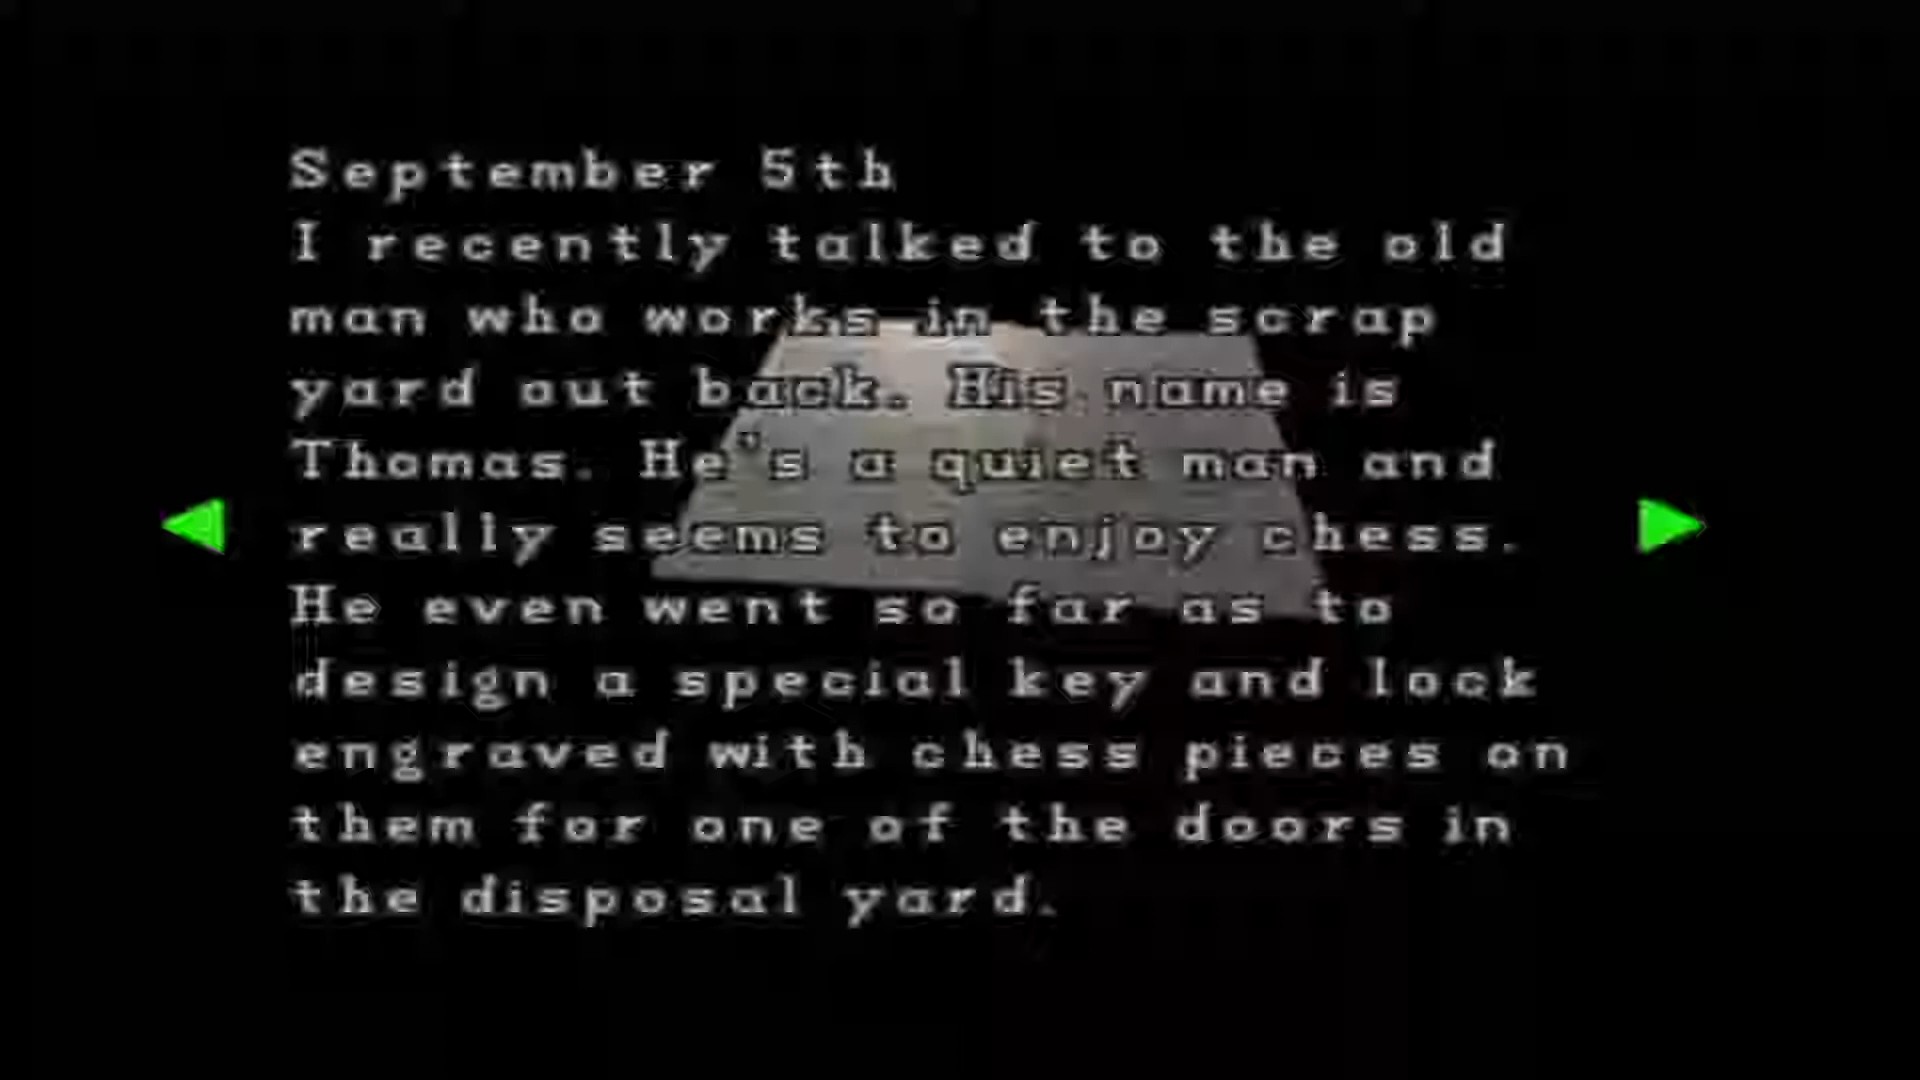 September 5th
I recently talked to the old
man who works in the scrap
yard out back. His name is
Thomas. He's a quiet man and
really seems to enjoy chess.
He even went so far as to
design a special key and lock
engraved with chess pieces on
them for one of the doors in
the disposal yard.